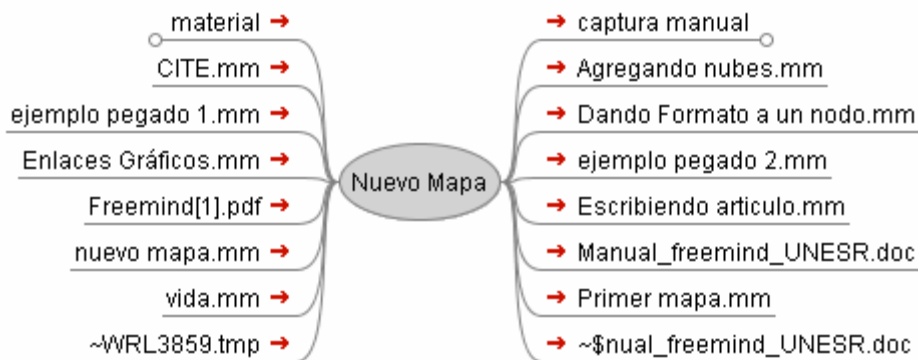 material
CITE.mm
ejemplo pegado 1.mm
Enlaces Gráficos.mm
Freemind[1].pdf
nuevo mapa.mm
vida.mm
~WRL3859.tmp
Nuevo Mapa
captura manual
Agregando nubes.mm
Dando Formato a un nodo.mm
ejemplo pegado 2.mm
Escribiendo articulo.mm
Manual_freemind_UNESR.doc
Primer mapa.mm
~$nual_freemind_UNESR.doc